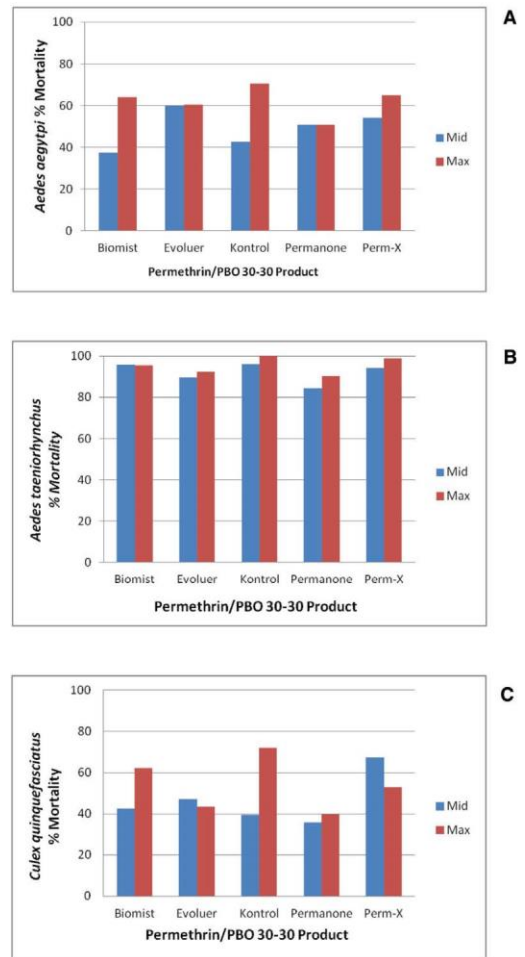 A
100
80
60
40
20
0
Aedes aegytpi % Mortality
Biomist Evoluer Kontrol Permanone Perm-X
Permethrin/PBO 30-30 Product
Mid
Max
B
100
80
60
40
20
0
Aedes taeniorhynchus
% Mortality
Biomist Evoluer Kontrol Permanone Perm-X
Permethrin/PBO 30-30 Product
Mid
Max
C
100
80
60
40
20
0
Culex quinquefasciatus
% Mortality
Biomist Evoluer Kontrol Permanone Perm-X
Permethrin/PBO 30-30 Product
Mid
Max